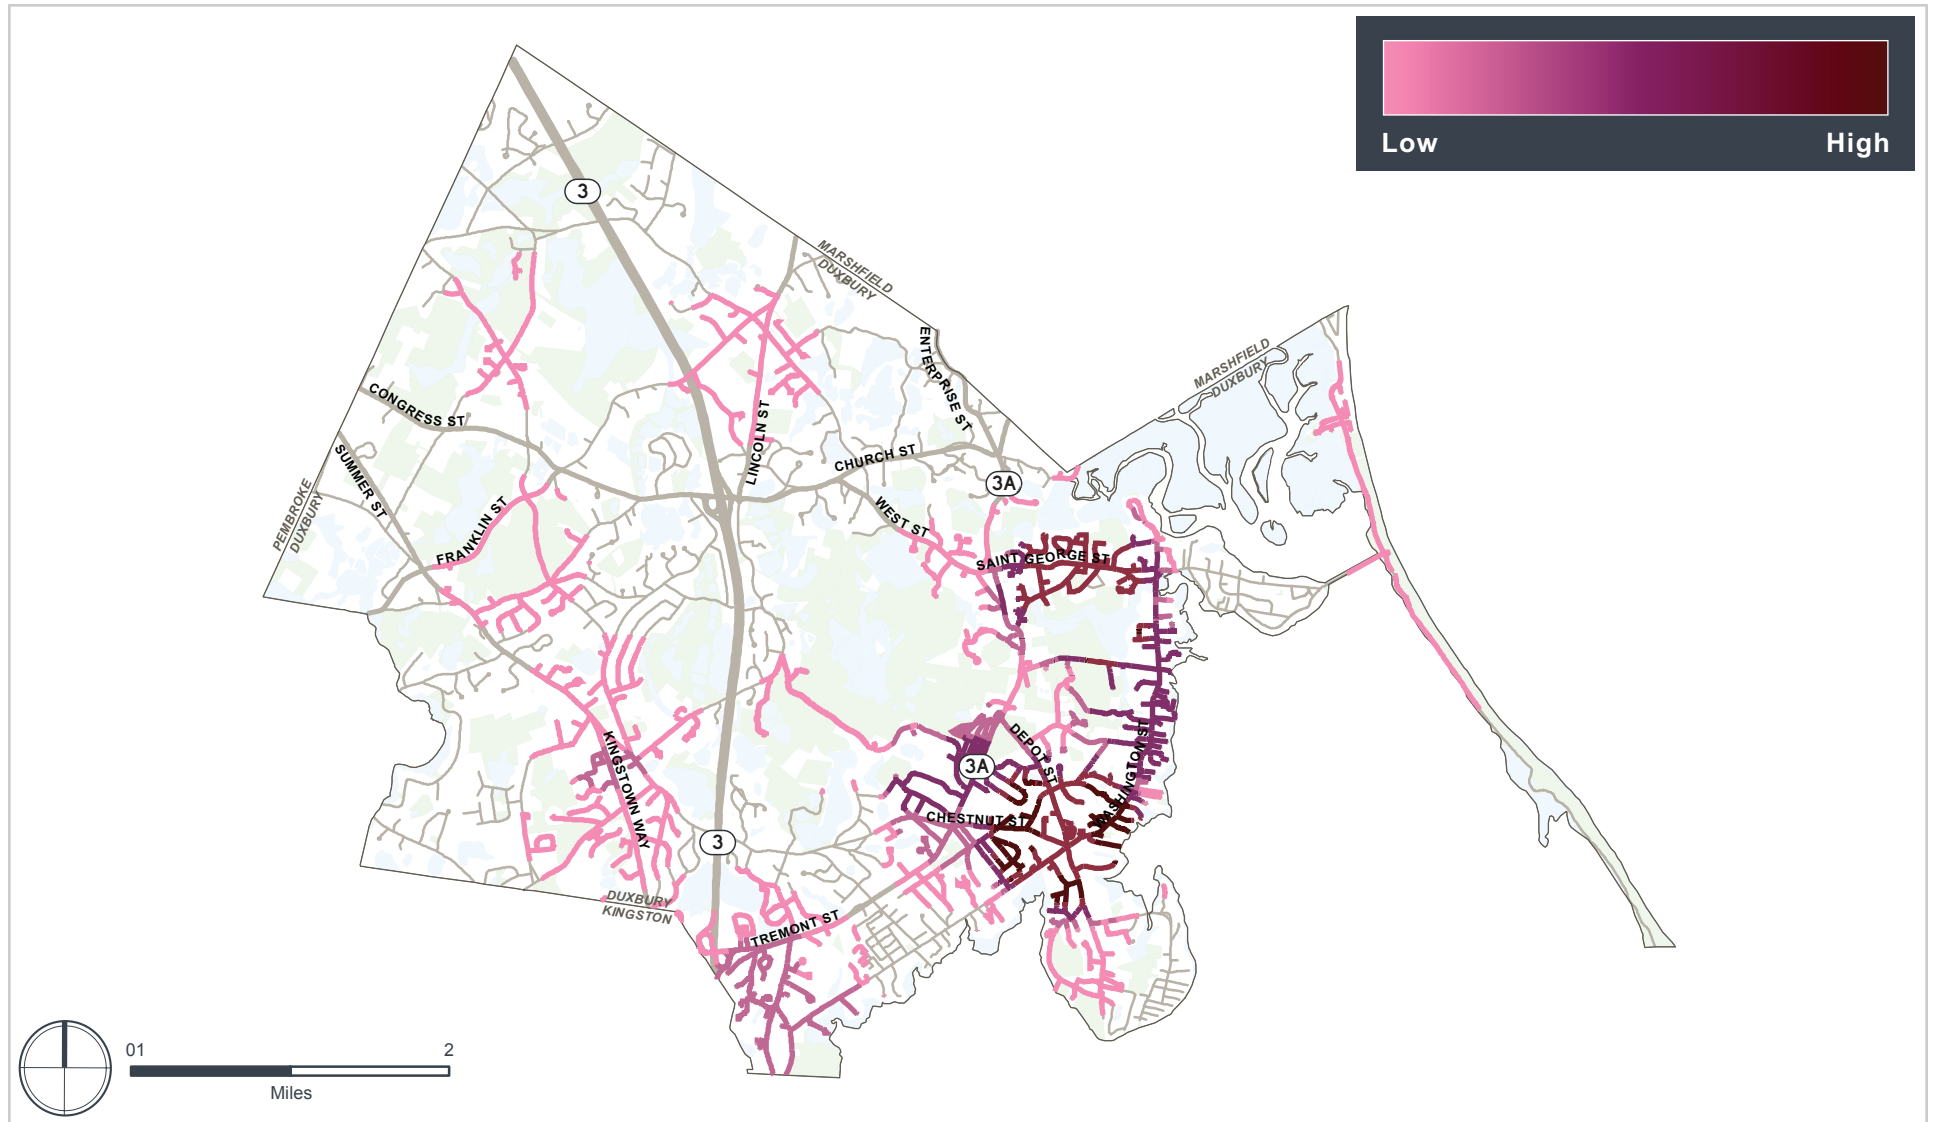 Low High
3
MARSHFIELD
DUXBURY
ENTERPRISE ST
MARSHFIELD
DUXBURY
CONGRESS ST
LINCOLN ST
SUMMER ST
CHURCH ST
3A
PEMBROKE
DUXBURY
WEST ST
FRANKLIN ST
SAINT GEORGE ST
DEPOT ST
WASHINGTON ST
KINGSTOWN WAY
3A
CHESTNUT ST
3
DUXBURY
KINGSTON
TREMONT ST
01 2
Miles